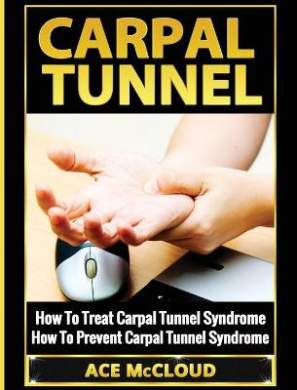 CARPAL
TUNNEL
How To Treat Carpal Tunnel Syndrome
How To Prevent Carpal Tunnel Syndrome
ACE McCLOUD